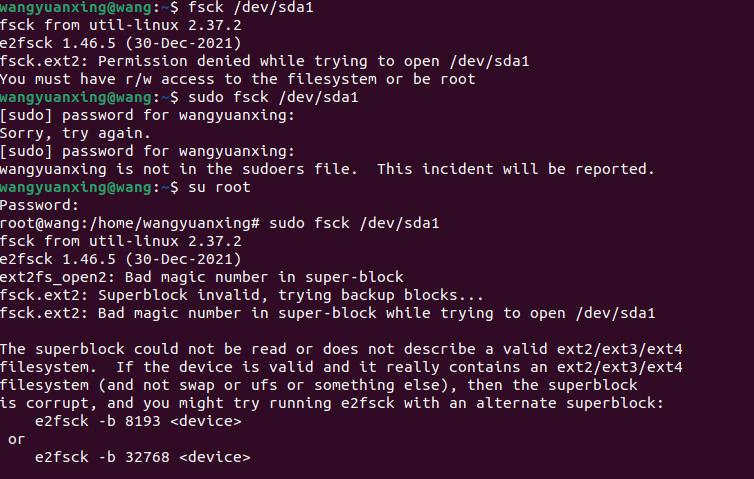 wangyuanxing@wang:~$ fsck /dev/sda1
fsck from util-linux 2.37.2
e2fsck 1.46.5 (30-Dec-2021)
fsck.ext2: Permission denied while trying to open /dev/sda1
You must have r/w access to the filesystem or be root
wangyuanxing@wang:~$ sudo fsck /dev/sda1
[sudo] password for wangyuanxing:
Sorry, try again.
[sudo] password for wangyuanxing:
wangyuanxing is not in the sudoers file.  This incident will be reported.
wangyuanxing@wang:~$ su root
Password:
root@wang:/home/wangyuanxing# sudo fsck /dev/sda1
fsck from util-linux 2.37.2
e2fsck 1.46.5 (30-Dec-2021)
ext2fs_open2: Bad magic number in super-block
fsck.ext2: Superblock invalid, trying backup blocks...
fsck.ext2: Bad magic number in super-block while trying to open /dev/sda1

The superblock could not be read or does not describe a valid ext2/ext3/ext4
filesystem.  If the device is valid and it really contains an ext2/ext3/ext4
filesystem (and not swap or ufs or something else), then the superblock
is corrupt, and you might try running e2fsck with an alternate superblock:
    e2fsck -b 8193 <device>
 or
    e2fsck -b 32768 <device>